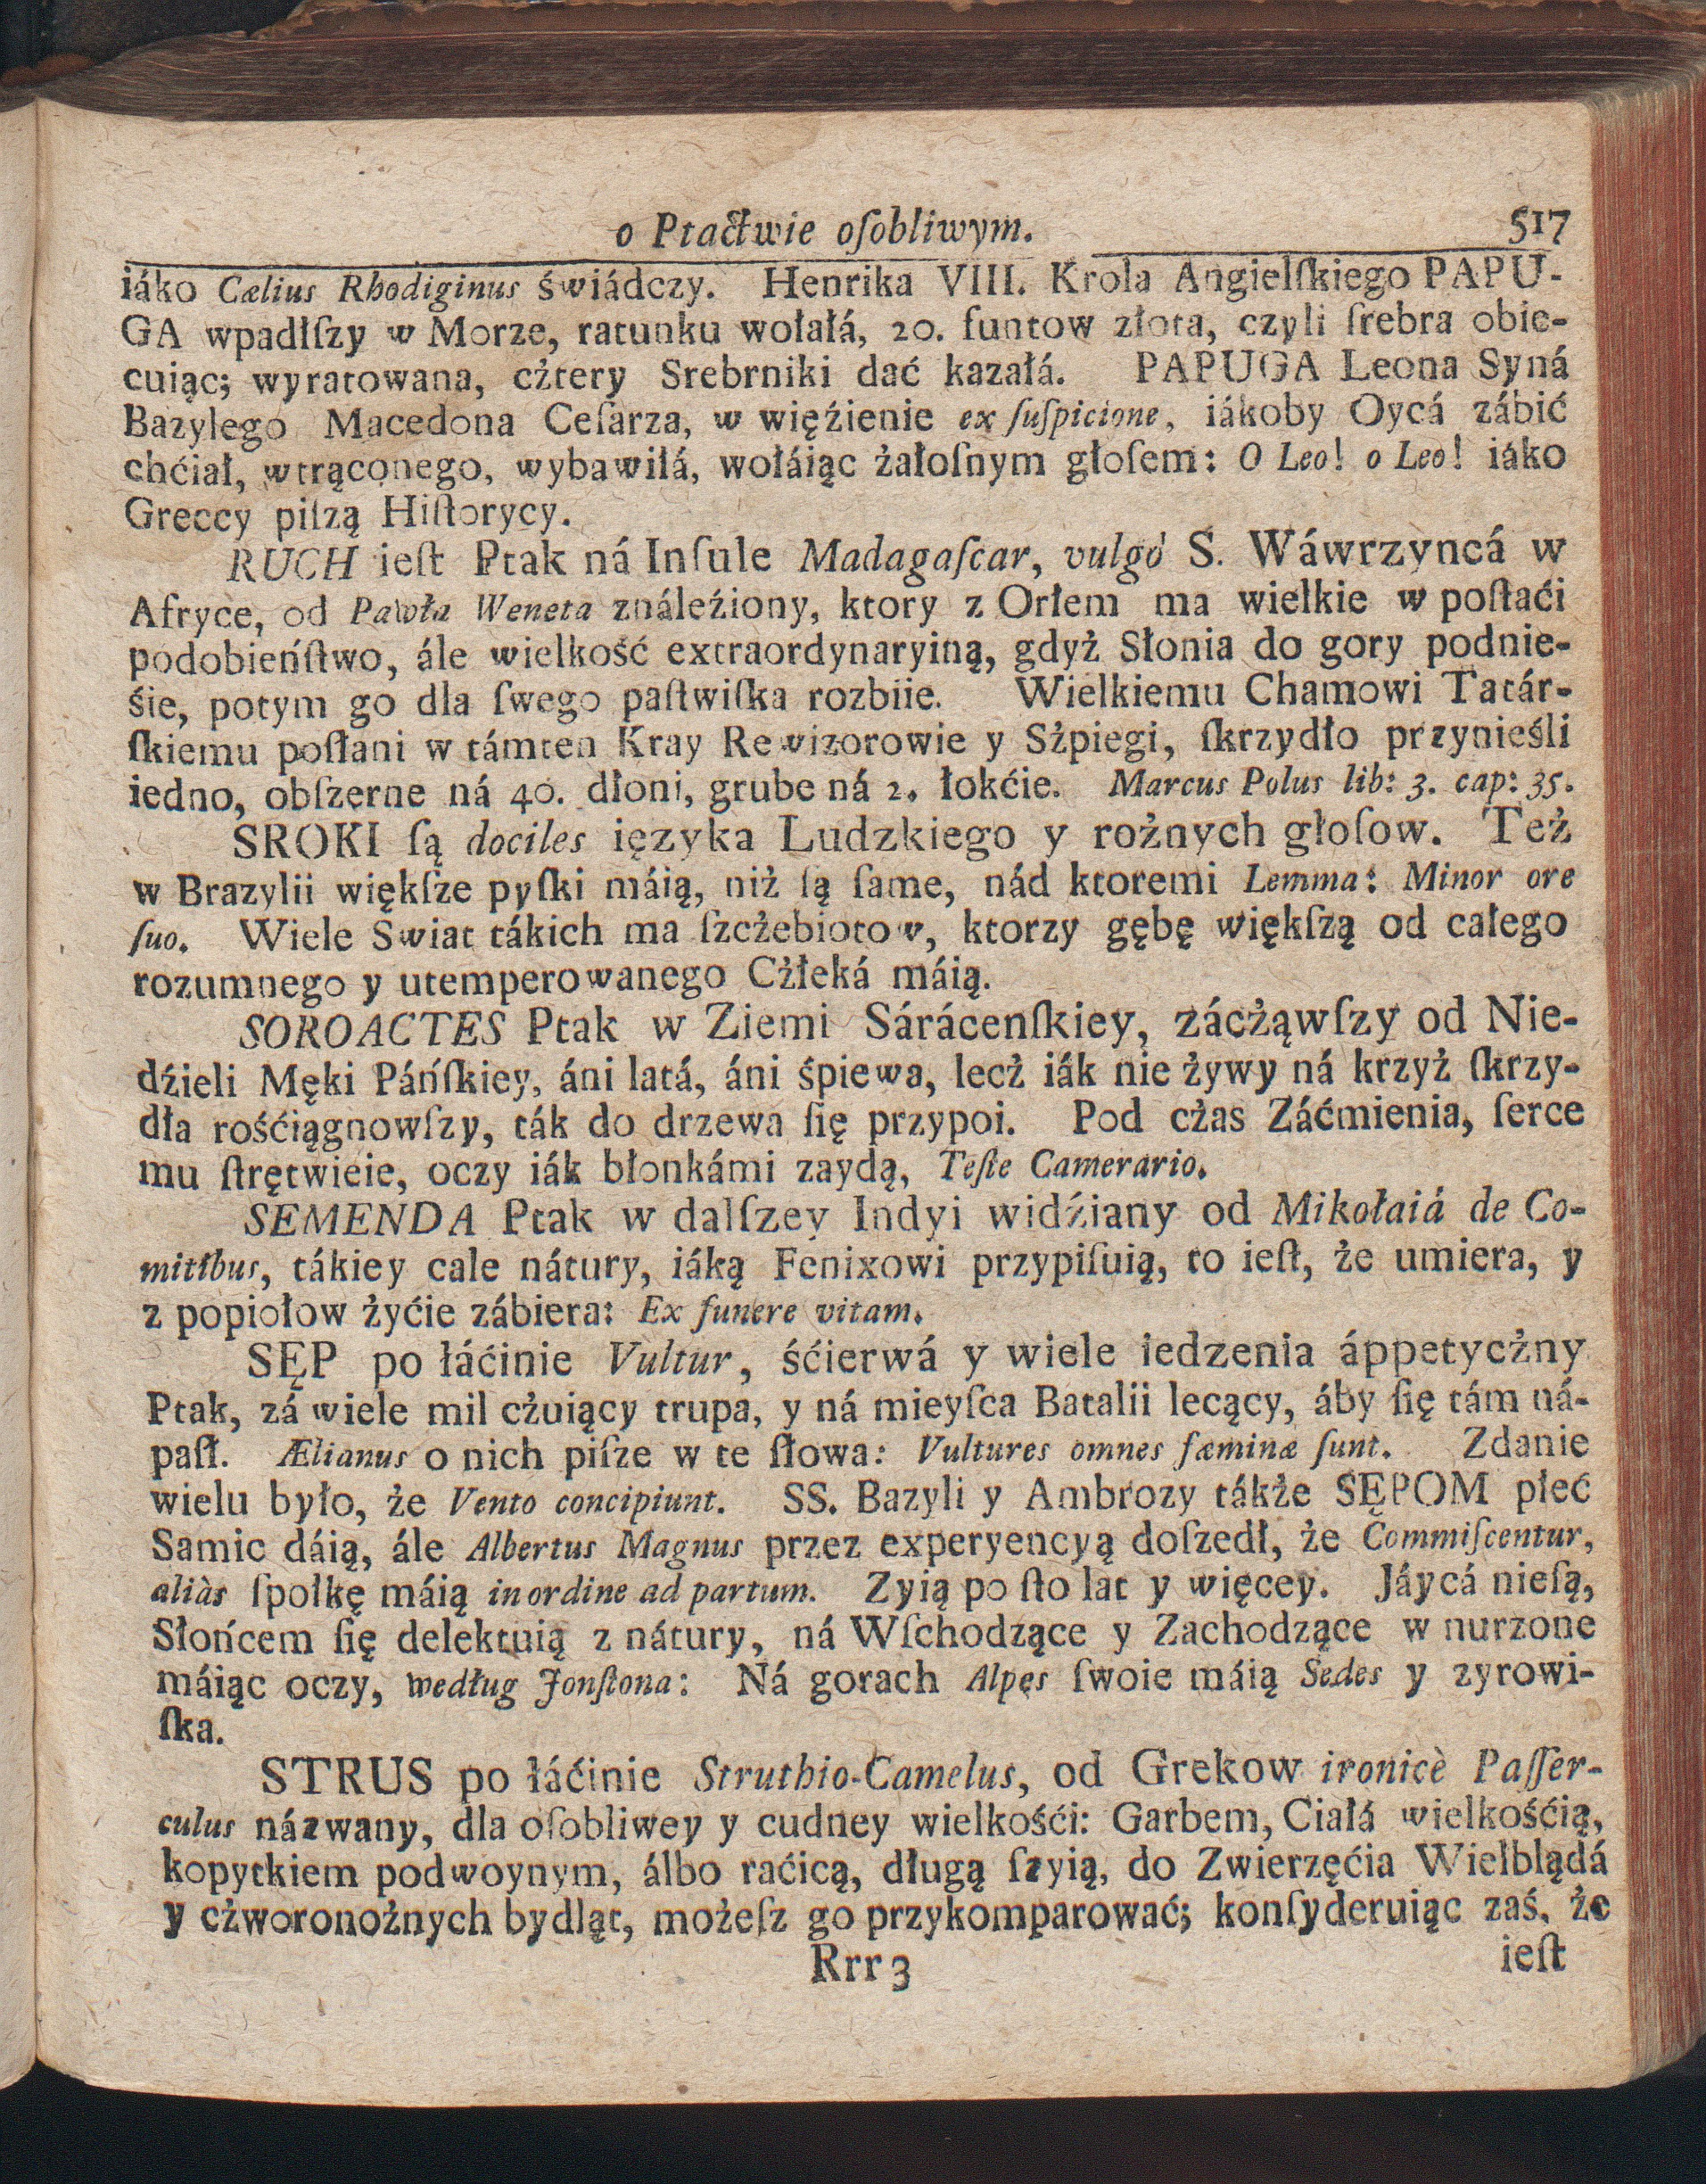 o Ptactwie oſobliwym. 517
iáko Cælius Rhodiginus świádczy. Henrika VIII. Krola Angielſkiego PAPU-
GA wpadłſzy w Morze, ratunku wołałá, 20. funtow złota, czyli ſrebra obie-
cuiąc; wyratowana, cżtery Srebrniki dać kazałá. PAPUGA Leona Syná
Bazylego Macedona Ceſarza, w więźienie ex ſuſpicione, iákoby Oycá zábić
chćiał, wtrąconego, wybawiłá, wołáiąc żałoſnym głoſem: O Leo! o Leo! iáko
Greccy piſzą Hiſtorycy.
RUCH ieſt Ptak ná Inſule Madagaſcar, vulgò S. Wáwrzyncá w
Afryce, od Pawła Weneta ználeźiony, ktory z Orłem ma wielkie w poſtaći
podobieńſtwo, ále wielkość extraordynaryiną, gdyż Słonia do gory podnie-
śie, potym go dla ſwego paſtwiſka rozbiie. Wielkiemu Chamowi Tatár-
ſkiemu poſłani w támten Kray Rewizorowie y Sżpiegi, ſkrzydło przynieśli
iedno, obſzerne ná 40. dłoni, grube ná 2. łokćie. Marcus Polus lib: 3. cap: 35.
SROKI ſą dociles ięzyka Ludzkiego y rożnych głoſow. Też
w Brazylii więkſze pyſki máią, niż ſą ſame, nád ktoremi Lemma: Minor ore
ſuo. Wiele Swiat tákich ma ſzcżebiotow, ktorzy gębę więkſzą od całego
rozumnego y utemperowanego Cżłeká máią.
SOROACTES Ptak w Ziemi Sárácenſkiey, zácżąwſzy od Nie-
dźieli Męki Páńſkiey, áni latá, áni śpiewa, lecż iák nie żywy ná krzyż ſkrzy-
dła rośćiągnowſzy, ták do drzewa ſię przypoi. Pod cżas Záćmienia, ſerce
mu ſtrętwieie, oczy iák błonkámi zaydą, Teſte Camerario.
SEMENDA Ptak w dalſzey Indyi widźiany od Mikołaiá de Co-
mitibus, tákiey cale nátury, iáką Fenixowi przypiſuią, to ieſt, że umiera, y
z popiołow żyćie zábiera: Ex funere vitam.
SĘP po łáćinie Vultur, śćierwá y wiele iedzenia áppetycżny
Ptak, zá wiele mil cżuiący trupa, y ná mieyſca Batalii lecący, áby ſię tám ná-
paſł. Ælianus o nich piſze w te ſłowa: Vultures omnes fæminæ ſunt. Zdanie
wielu było, że Vento concipiunt. SS. Bazyli y Ambrozy tákże SĘPOM płeć
Samic dáią, ále Albertus Magnus przez experyencyą doſzedł, że Commiſcentur,
aliàs ſpołkę máią in ordine ad partum. Zyią po ſto lat y więcey. Jáycá nieſą,
Słońcem ſię delektuią z nátury, ná Wſchodzące y Zachodzące w nurzone
máiąc oczy, według Jonſtona: Ná gorach Alpes ſwoie máią Sedes y zyrowi-
ſka.
STRUS po łáćinie Struthio-Camelus, od Grekow ironicè Paſſer-
culus názwany, dla oſobliwey y cudney wielkośći: Garbem, Ciałá wielkośćią,
kopytkiem podwoynym, álbo raćicą, długą ſzyią, do Zwierzęćia Wielblądá
y cżworonożnych bydląt, możeſz go przykomparować; konſyderuiąc zaś, że
Rrr 3 ieſt